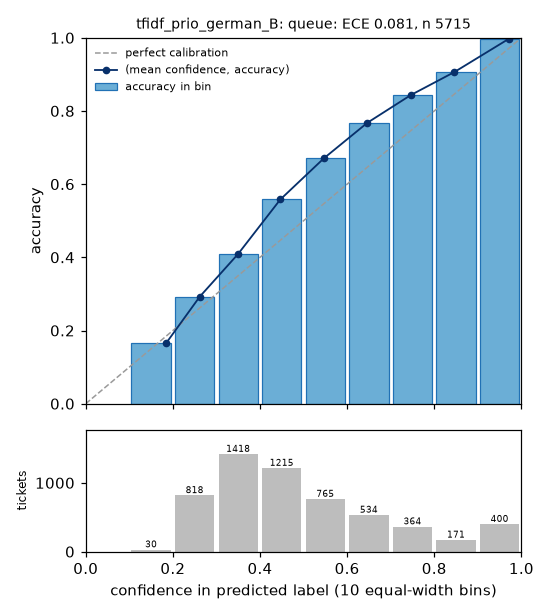 tfidf_prio_german_B: queue: ECE 0.081, n 5715
perfect calibration
(mean confidence, accuracy)
accuracy in bin
1.0
0.8
0.6
0.4
0.2
0.0
accuracy
1000
0
tickets
30
818
1418
1215
765
534
364
171
400
0.0 0.2 0.4 0.6 0.8 1.0
confidence in predicted label (10 equal-width bins)